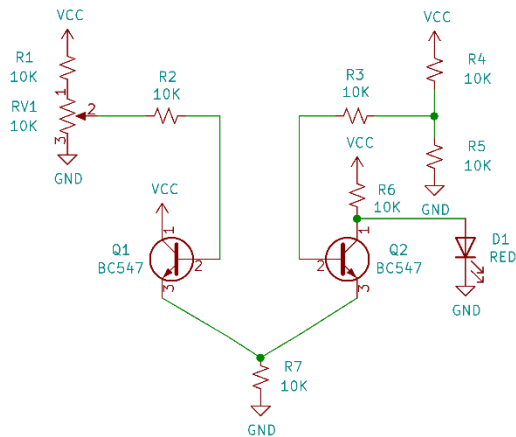 VCC
R1
10K
RV1
10K
1
2
3
GND
R2
10K
VCC
Q1
BC547
1
2
3
R3
10K
VCC
R4
10K
R5
10K
GND
VCC
R6
10K
Q2
BC547
1
2
3
D1
RED
GND
R7
10K
GND